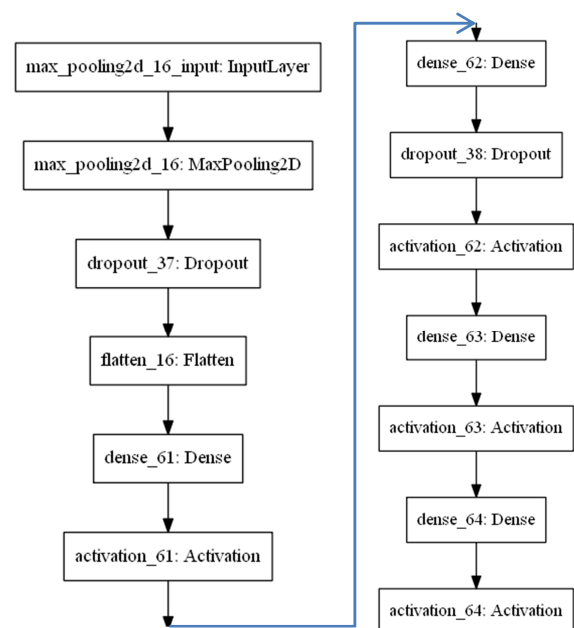 max_pooling2d_16_input: InputLayer
max_pooling2d_16: MaxPooling2D
dropout_37: Dropout
flatten_16: Flatten
dense_61: Dense
activation_61: Activation
dense_62: Dense
dropout_38: Dropout
activation_62: Activation
dense_63: Dense
activation_63: Activation
dense_64: Dense
activation_64: Activation